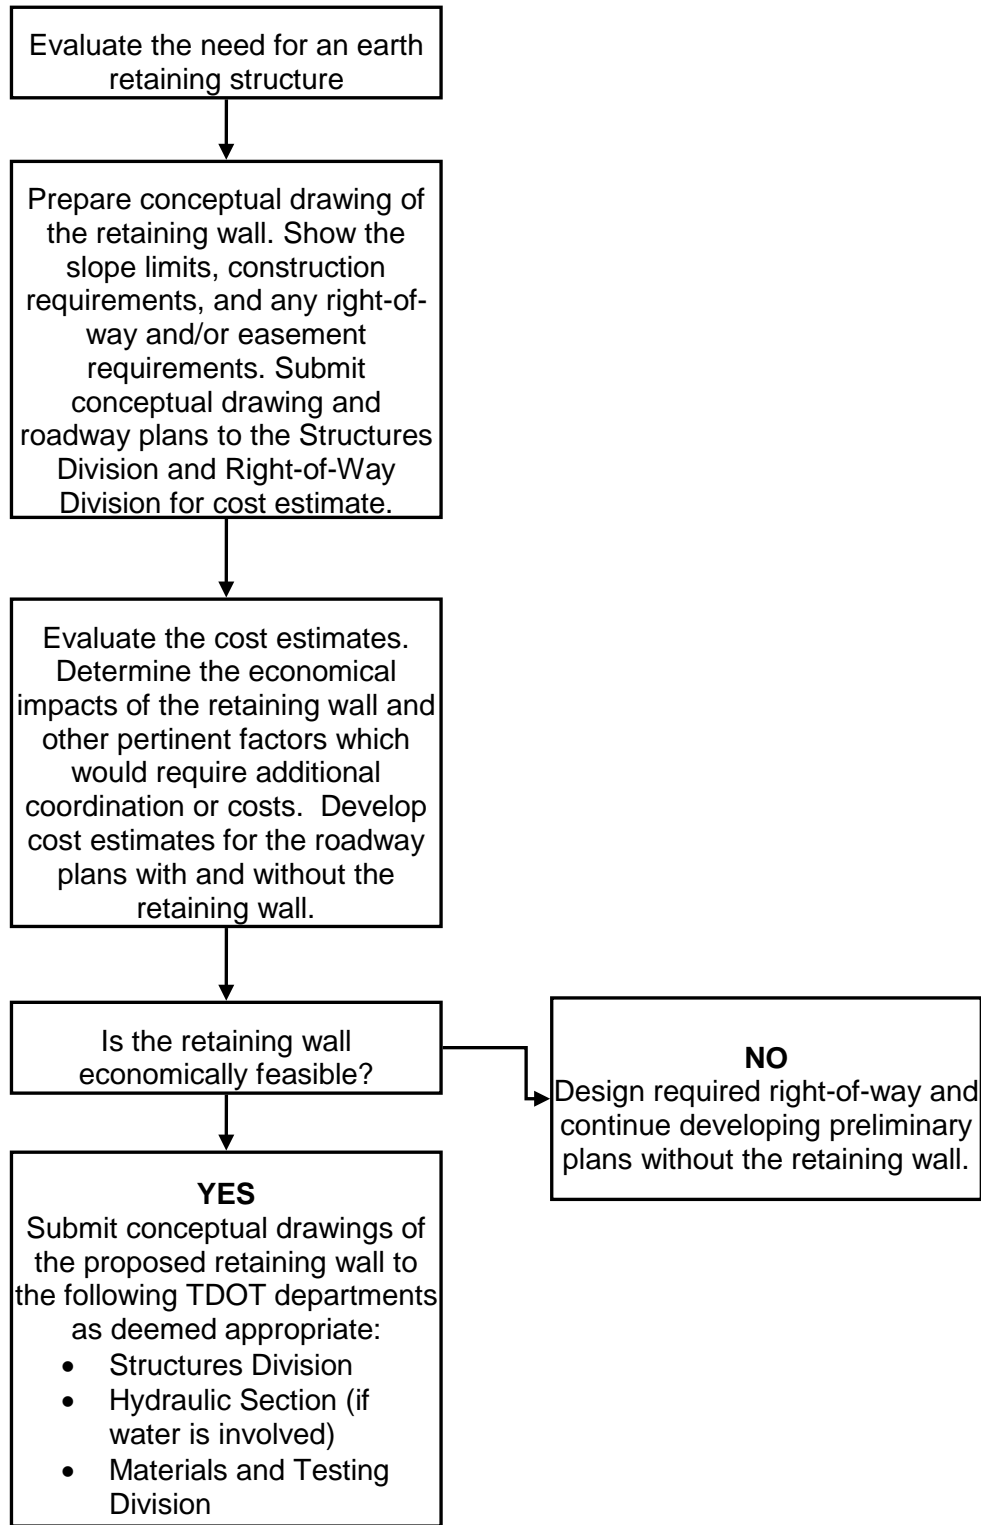 Evaluate the need for an earth
retaining structure
Prepare conceptual drawing of
the retaining wall. Show the
slope limits, construction
requirements, and any right-of-
way and/or easement
requirements. Submit
conceptual drawing and
roadway plans to the Structures
Division and Right-of-Way
Division for cost estimate.
Evaluate the cost estimates.
Determine the economical
impacts of the retaining wall and
other pertinent factors which
would require additional
coordination or costs.  Develop
cost estimates for the roadway
plans with and without the
retaining wall.
Is the retaining wall
economically feasible?
NO
Design required right-of-way and
continue developing preliminary
plans without the retaining wall.
YES
Submit conceptual drawings of
the proposed retaining wall to
the following TDOT departments
as deemed appropriate:
• Structures Division
• Hydraulic Section (if
water is involved)
• Materials and Testing
Division